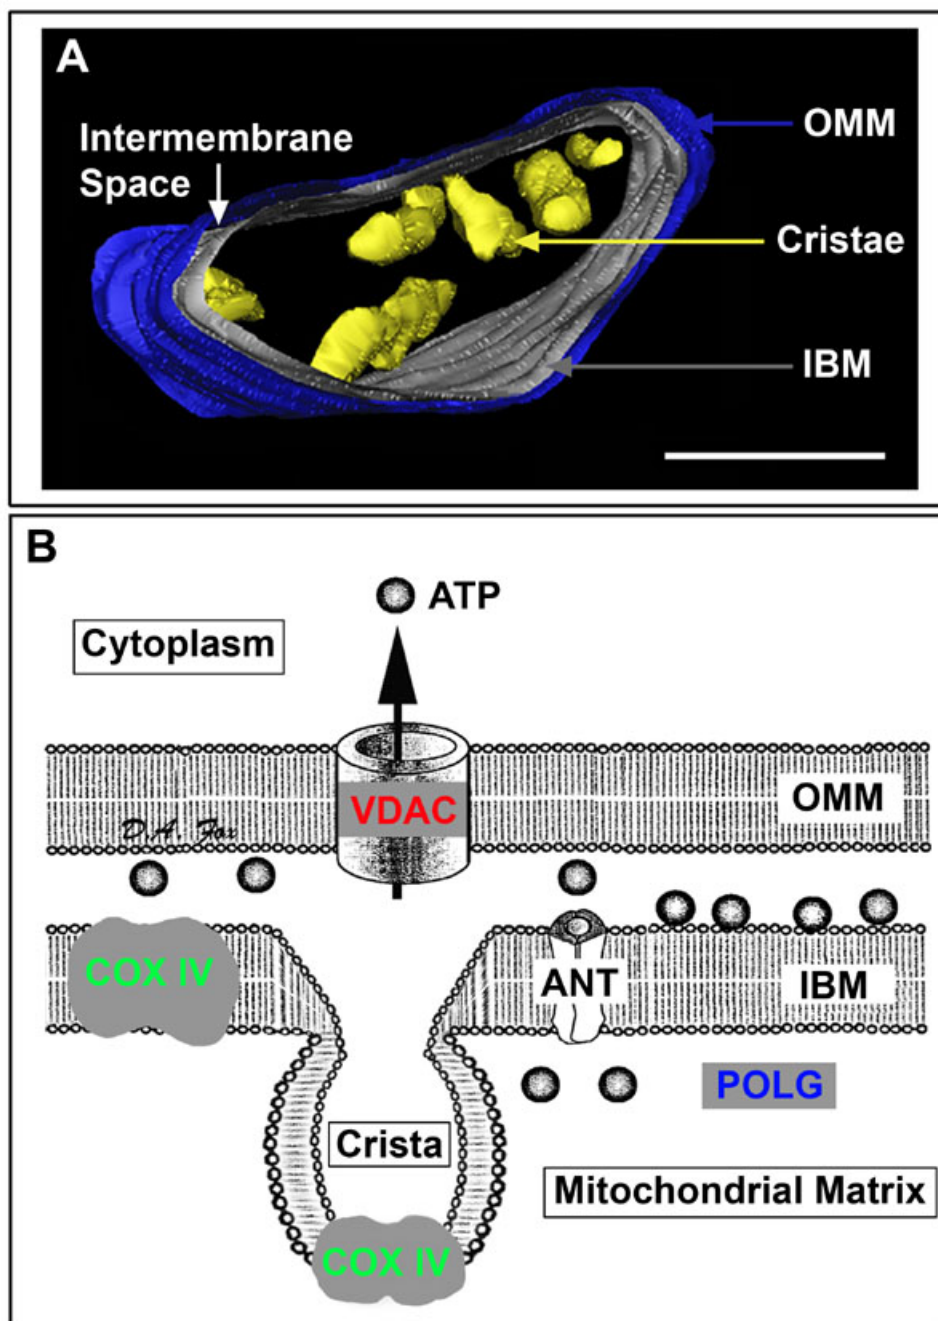 A
Intermembrane
Space
OMM
Cristae
IBM
B
ATP
Cytoplasm
VDAC
OMM
D.A. Fox
COX IV
ANT
IBM
POLG
Crista
Mitochondrial Matrix
COX IV